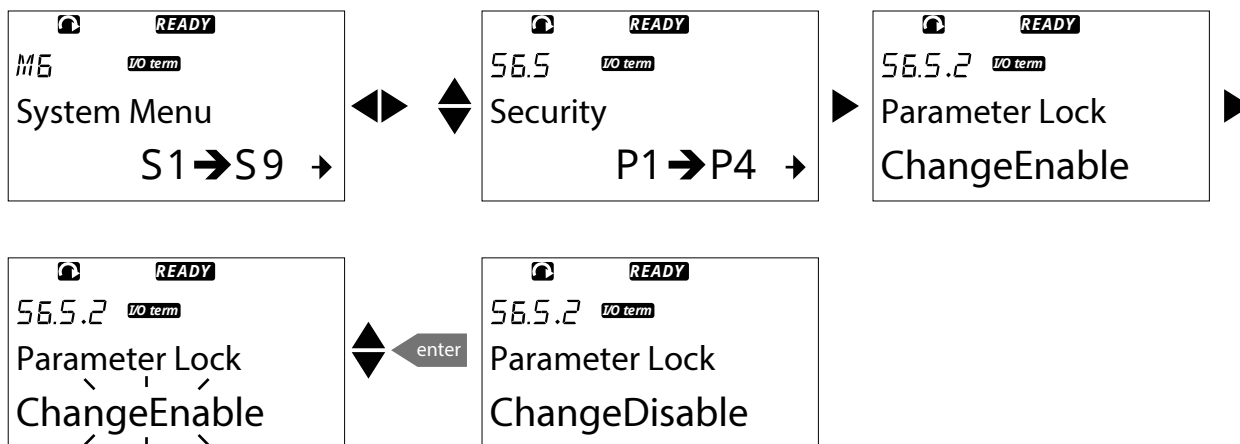 READY
M6 I/O term
System Menu
S1➔S9
READY
S6.5 I/O term
Security
P1➔P4
READY
S6.5.2 I/O term
Parameter Lock
ChangeEnable
READY
S6.5.2 I/O term
Parameter Lock
ChangeEnable
enter
READY
S6.5.2 I/O term
Parameter Lock
ChangeDisable